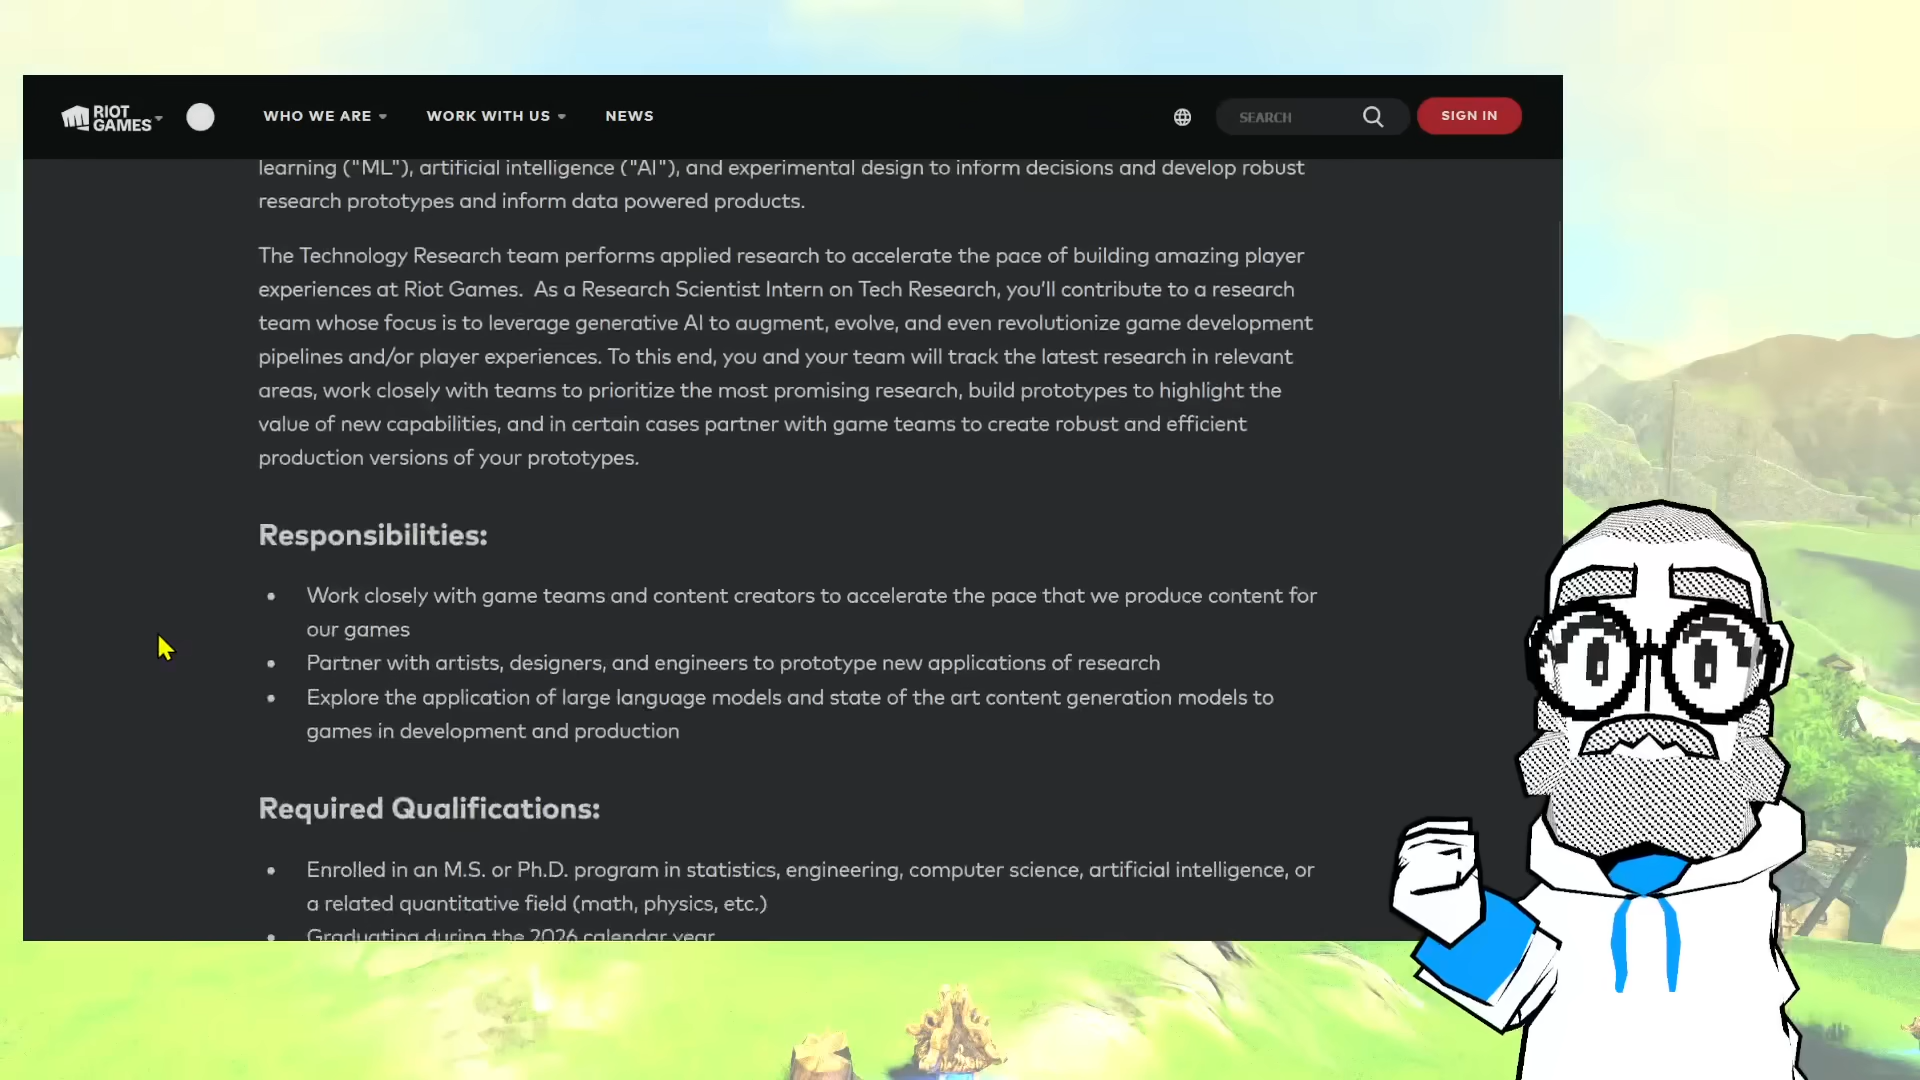 RIOT GAMES
WHO WE ARE
WORK WITH US
NEWS
SEARCH
SIGN IN
learning ("ML"), artificial intelligence ("AI"), and experimental design to inform decisions and develop robust
research prototypes and inform data powered products.
The Technology Research team performs applied research to accelerate the pace of building amazing player
experiences at Riot Games.  As a Research Scientist Intern on Tech Research, you’ll contribute to a research
team whose focus is to leverage generative AI to augment, evolve, and even revolutionize game development
pipelines and/or player experiences. To this end, you and your team will track the latest research in relevant
areas, work closely with teams to prioritize the most promising research, build prototypes to highlight the
value of new capabilities, and in certain cases partner with game teams to create robust and efficient
production versions of your prototypes.
Responsibilities:
• Work closely with game teams and content creators to accelerate the pace that we produce content for
our games
• Partner with artists, designers, and engineers to prototype new applications of research
• Explore the application of large language models and state of the art content generation models to
games in development and production
Required Qualifications:
• Enrolled in an M.S. or Ph.D. program in statistics, engineering, computer science, artificial intelligence, or
a related quantitative field (math, physics, etc.)
• Graduating during the 2026 calendar year